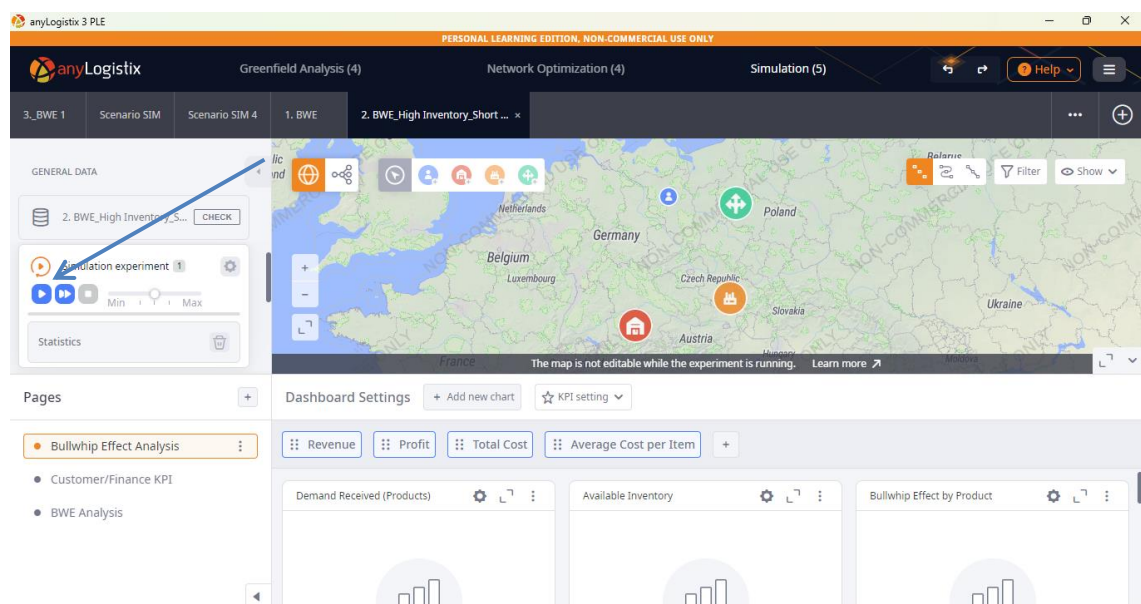 anyLogistix 3 PLE
PERSONAL LEARNING EDITION, NON-COMMERCIAL USE ONLY
anyLogistix
Greenfield Analysis (4)
Network Optimization (4)
Simulation (5)
Help
3._BWE 1
Scenario SIM
Scenario SIM 4
1. BWE
2. BWE_High Inventory_Short ...
GENERAL DATA
2. BWE_High Inventory_S...
CHECK
Simulation experiment 1
Min
Max
Statistics
lic
nd
Netherlands
Germany
Belgium
Luxembourg
France
Poland
Czech Republic
Slovakia
Austria
Hungary
Moldova
Ukraine
Belarus
Filter
Show
The map is not editable while the experiment is running. Learn more
Pages
Dashboard Settings
+ Add new chart
KPI setting
Bullwhip Effect Analysis
Customer/Finance KPI
BWE Analysis
Revenue
Profit
Total Cost
Average Cost per Item
Demand Received (Products)
Available Inventory
Bullwhip Effect by Product